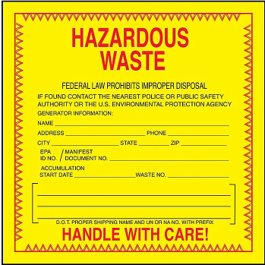 HAZARDOUS
WASTE
FEDERAL LAW PROHIBITS IMPROPER DISPOSAL
IF FOUND CONTACT THE NEAREST POLICE OR PUBLIC SAFETY
AUTHORITY OR THE U.S. ENVIRONMENTAL PROTECTION AGENCY
GENERATOR INFORMATION:
NAME
ADDRESS PHONE
CITY STATE ZIP
EPA / MANIFEST
ID NO. / DOCUMENT NO.
ACCUMULATION
START DATE WASTE NO.
D.O.T. PROPER SHIPPING NAME AND UN OR NA NO. WITH PREFIX
HANDLE WITH CARE!